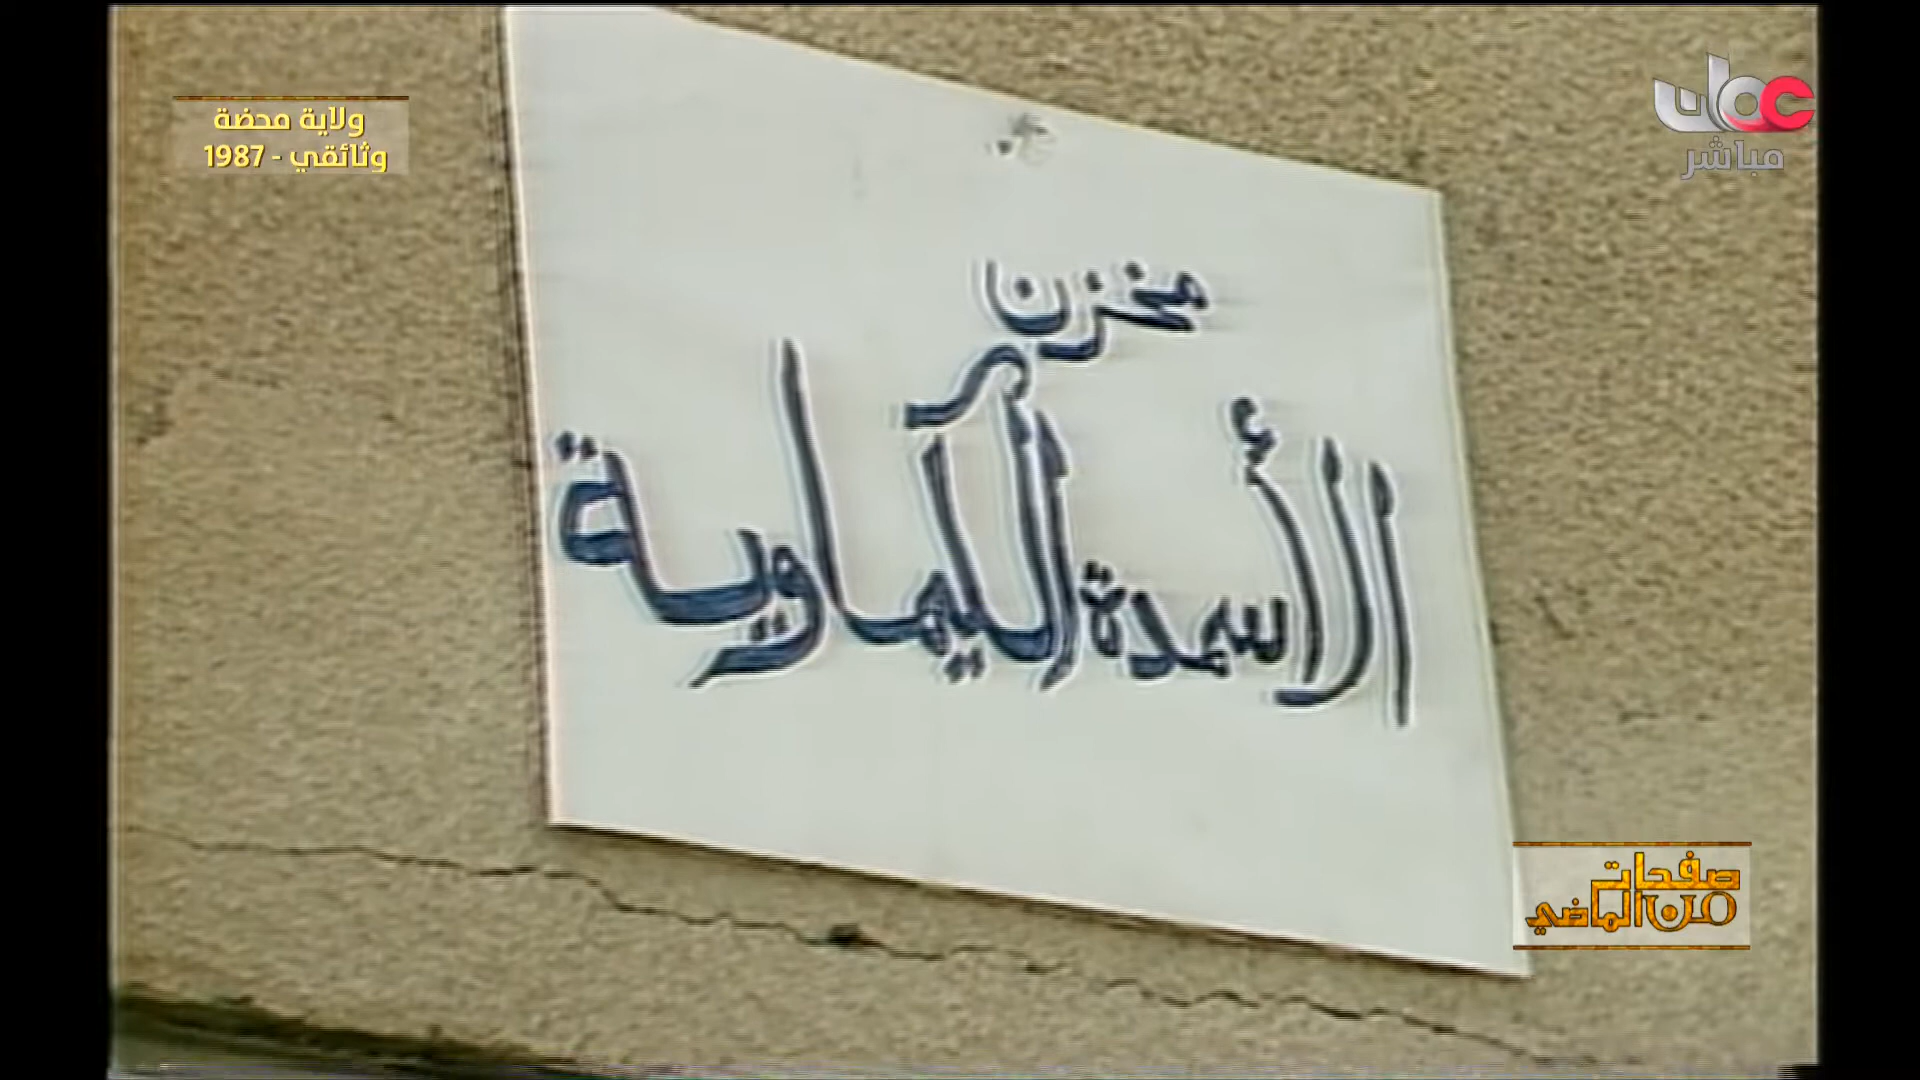 ولاية محضة
وثائقي - 1987
عمان
مباشر
مخزن
الأسمدة الكيماوية
صفحات
من الماضي